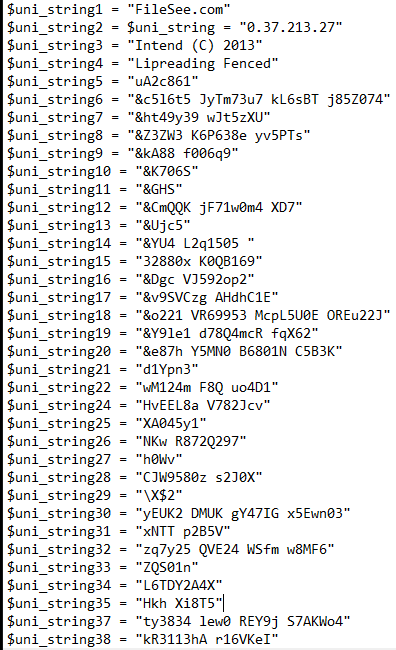 $uni_string1 = "FileSee.com"
$uni_string2 = $uni_string = "0.37.213.27"
$uni_string3 = "Intend (C) 2013"
$uni_string4 = "Lipreading Fenced"
$uni_string5 = "uA2c861"
$uni_string6 = "&c5l6t5 JyTm73u7 kL6sBT j85Z074"
$uni_string7 = "&ht49y39 wJt5zXU"
$uni_string8 = "&Z3ZW3 K6P638e yv5PTs"
$uni_string9 = "&kA88 f006q9"
$uni_string10 = "&K706S"
$uni_string11 = "&GHS"
$uni_string12 = "&CmQQK jF71w0m4 XD7"
$uni_string13 = "&Ujc5"
$uni_string14 = "&YU4 L2q1505 "
$uni_string15 = "32880x K0QB169"
$uni_string16 = "&Dgc VJ592op2"
$uni_string17 = "&v9SVCzg AHdhC1E"
$uni_string18 = "&o221 VR69953 McpL5U0E OREu22J"
$uni_string19 = "&Y9le1 d78Q4mcR fqX62"
$uni_string20 = "&e87h Y5MN0 B6801N C5B3K"
$uni_string21 = "d1Ypn3"
$uni_string22 = "wM124m F8Q uo4D1"
$uni_string24 = "HvEEL8a V782Jcv"
$uni_string25 = "XA045y1"
$uni_string26 = "NKw R872Q297"
$uni_string27 = "h0Wv"
$uni_string28 = "CJW9580z s2J0X"
$uni_string29 = "\X$2"
$uni_string30 = "yEUK2 DMUK gY47IG x5Ewn03"
$uni_string31 = "xNTT p2B5V"
$uni_string32 = "zq7y25 QVE24 WSfm w8MF6"
$uni_string33 = "ZQS01n"
$uni_string34 = "L6TDY2A4X"
$uni_string35 = "Hkh Xi8T5"
$uni_string37 = "ty3834 lew0 REY9j S7AKWo4"
$uni_string38 = "kR3113hA r16VKeI"